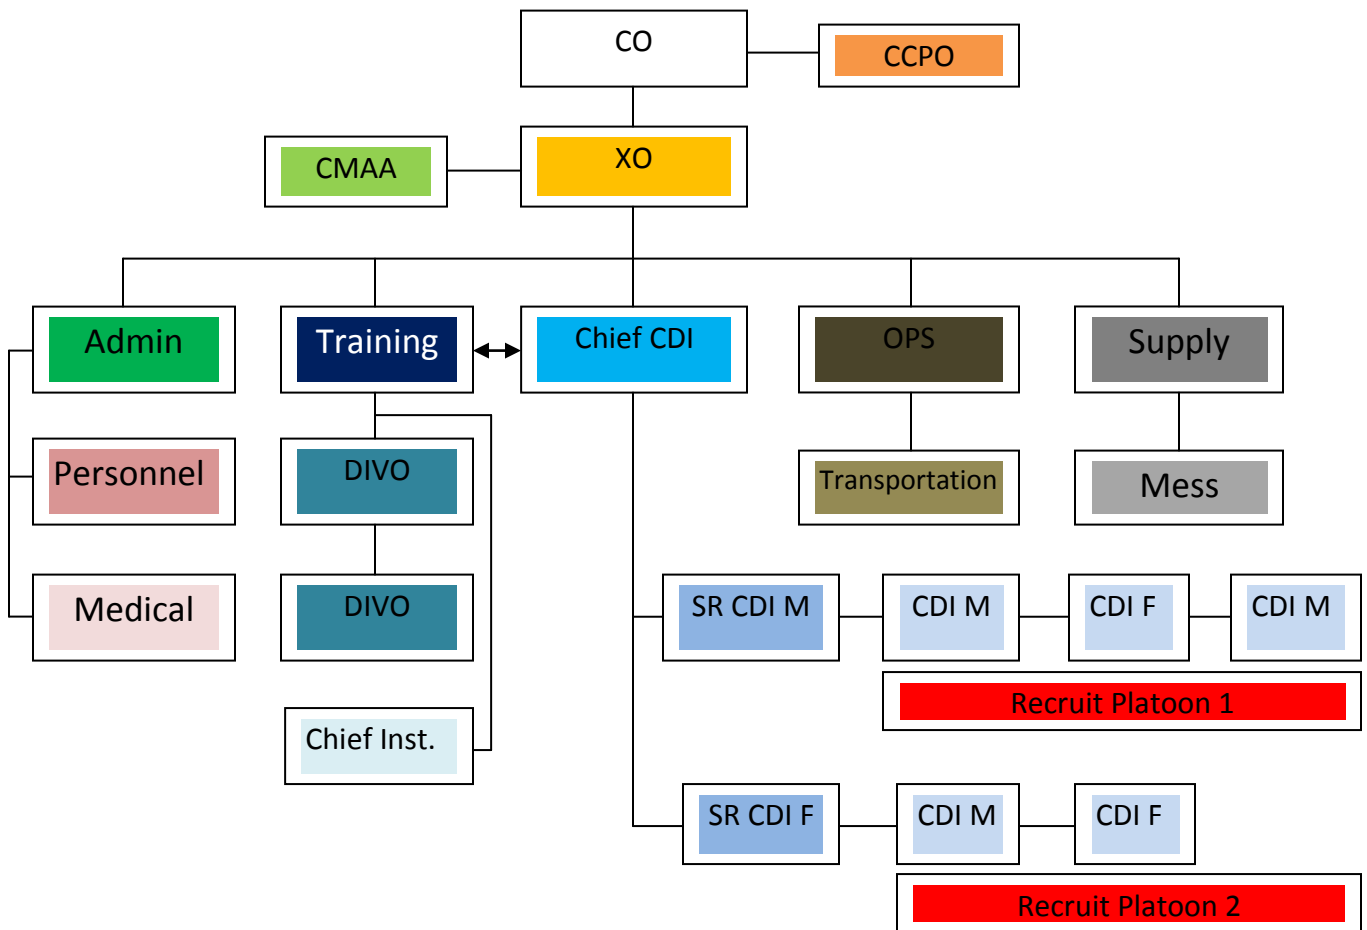 CO
CCPO
CMAA
XO
Admin
Training
Chief CDI
OPS
Supply
Personnel
DIVO
Transportation
Mess
Medical
DIVO
SR CDI M
CDI M
CDI F
CDI M
Recruit Platoon 1
Chief Inst.
SR CDI F
CDI M
CDI F
Recruit Platoon 2